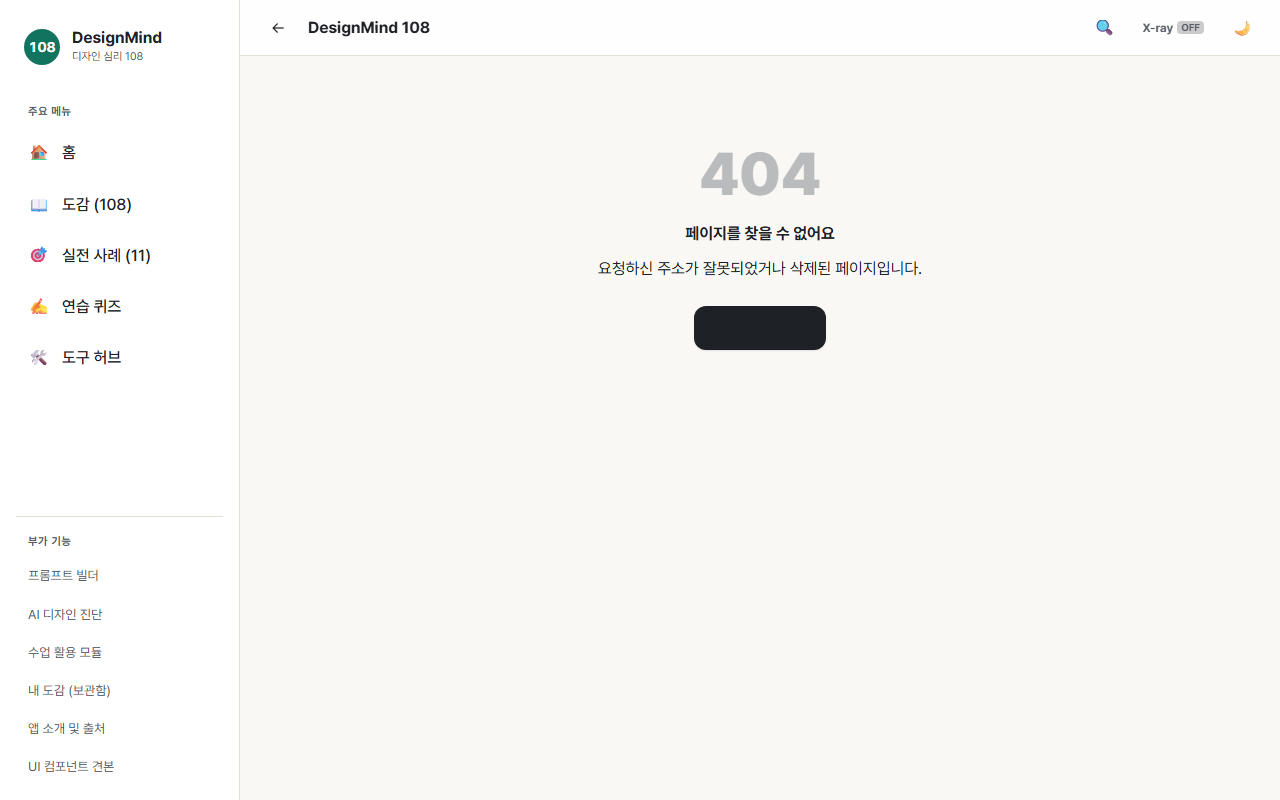 108
DesignMind
디자인 심리 108
주요 메뉴
홈
도감 (108)
실전 사례 (11)
연습 퀴즈
도구 허브
부가 기능
프롬프트 빌더
AI 디자인 진단
수업 활용 모듈
내 도감 (보관함)
앱 소개 및 출처
UI 컴포넌트 견본
← DesignMind 108
X-ray OFF
404
페이지를 찾을 수 없어요
요청하신 주소가 잘못되었거나 삭제된 페이지입니다.